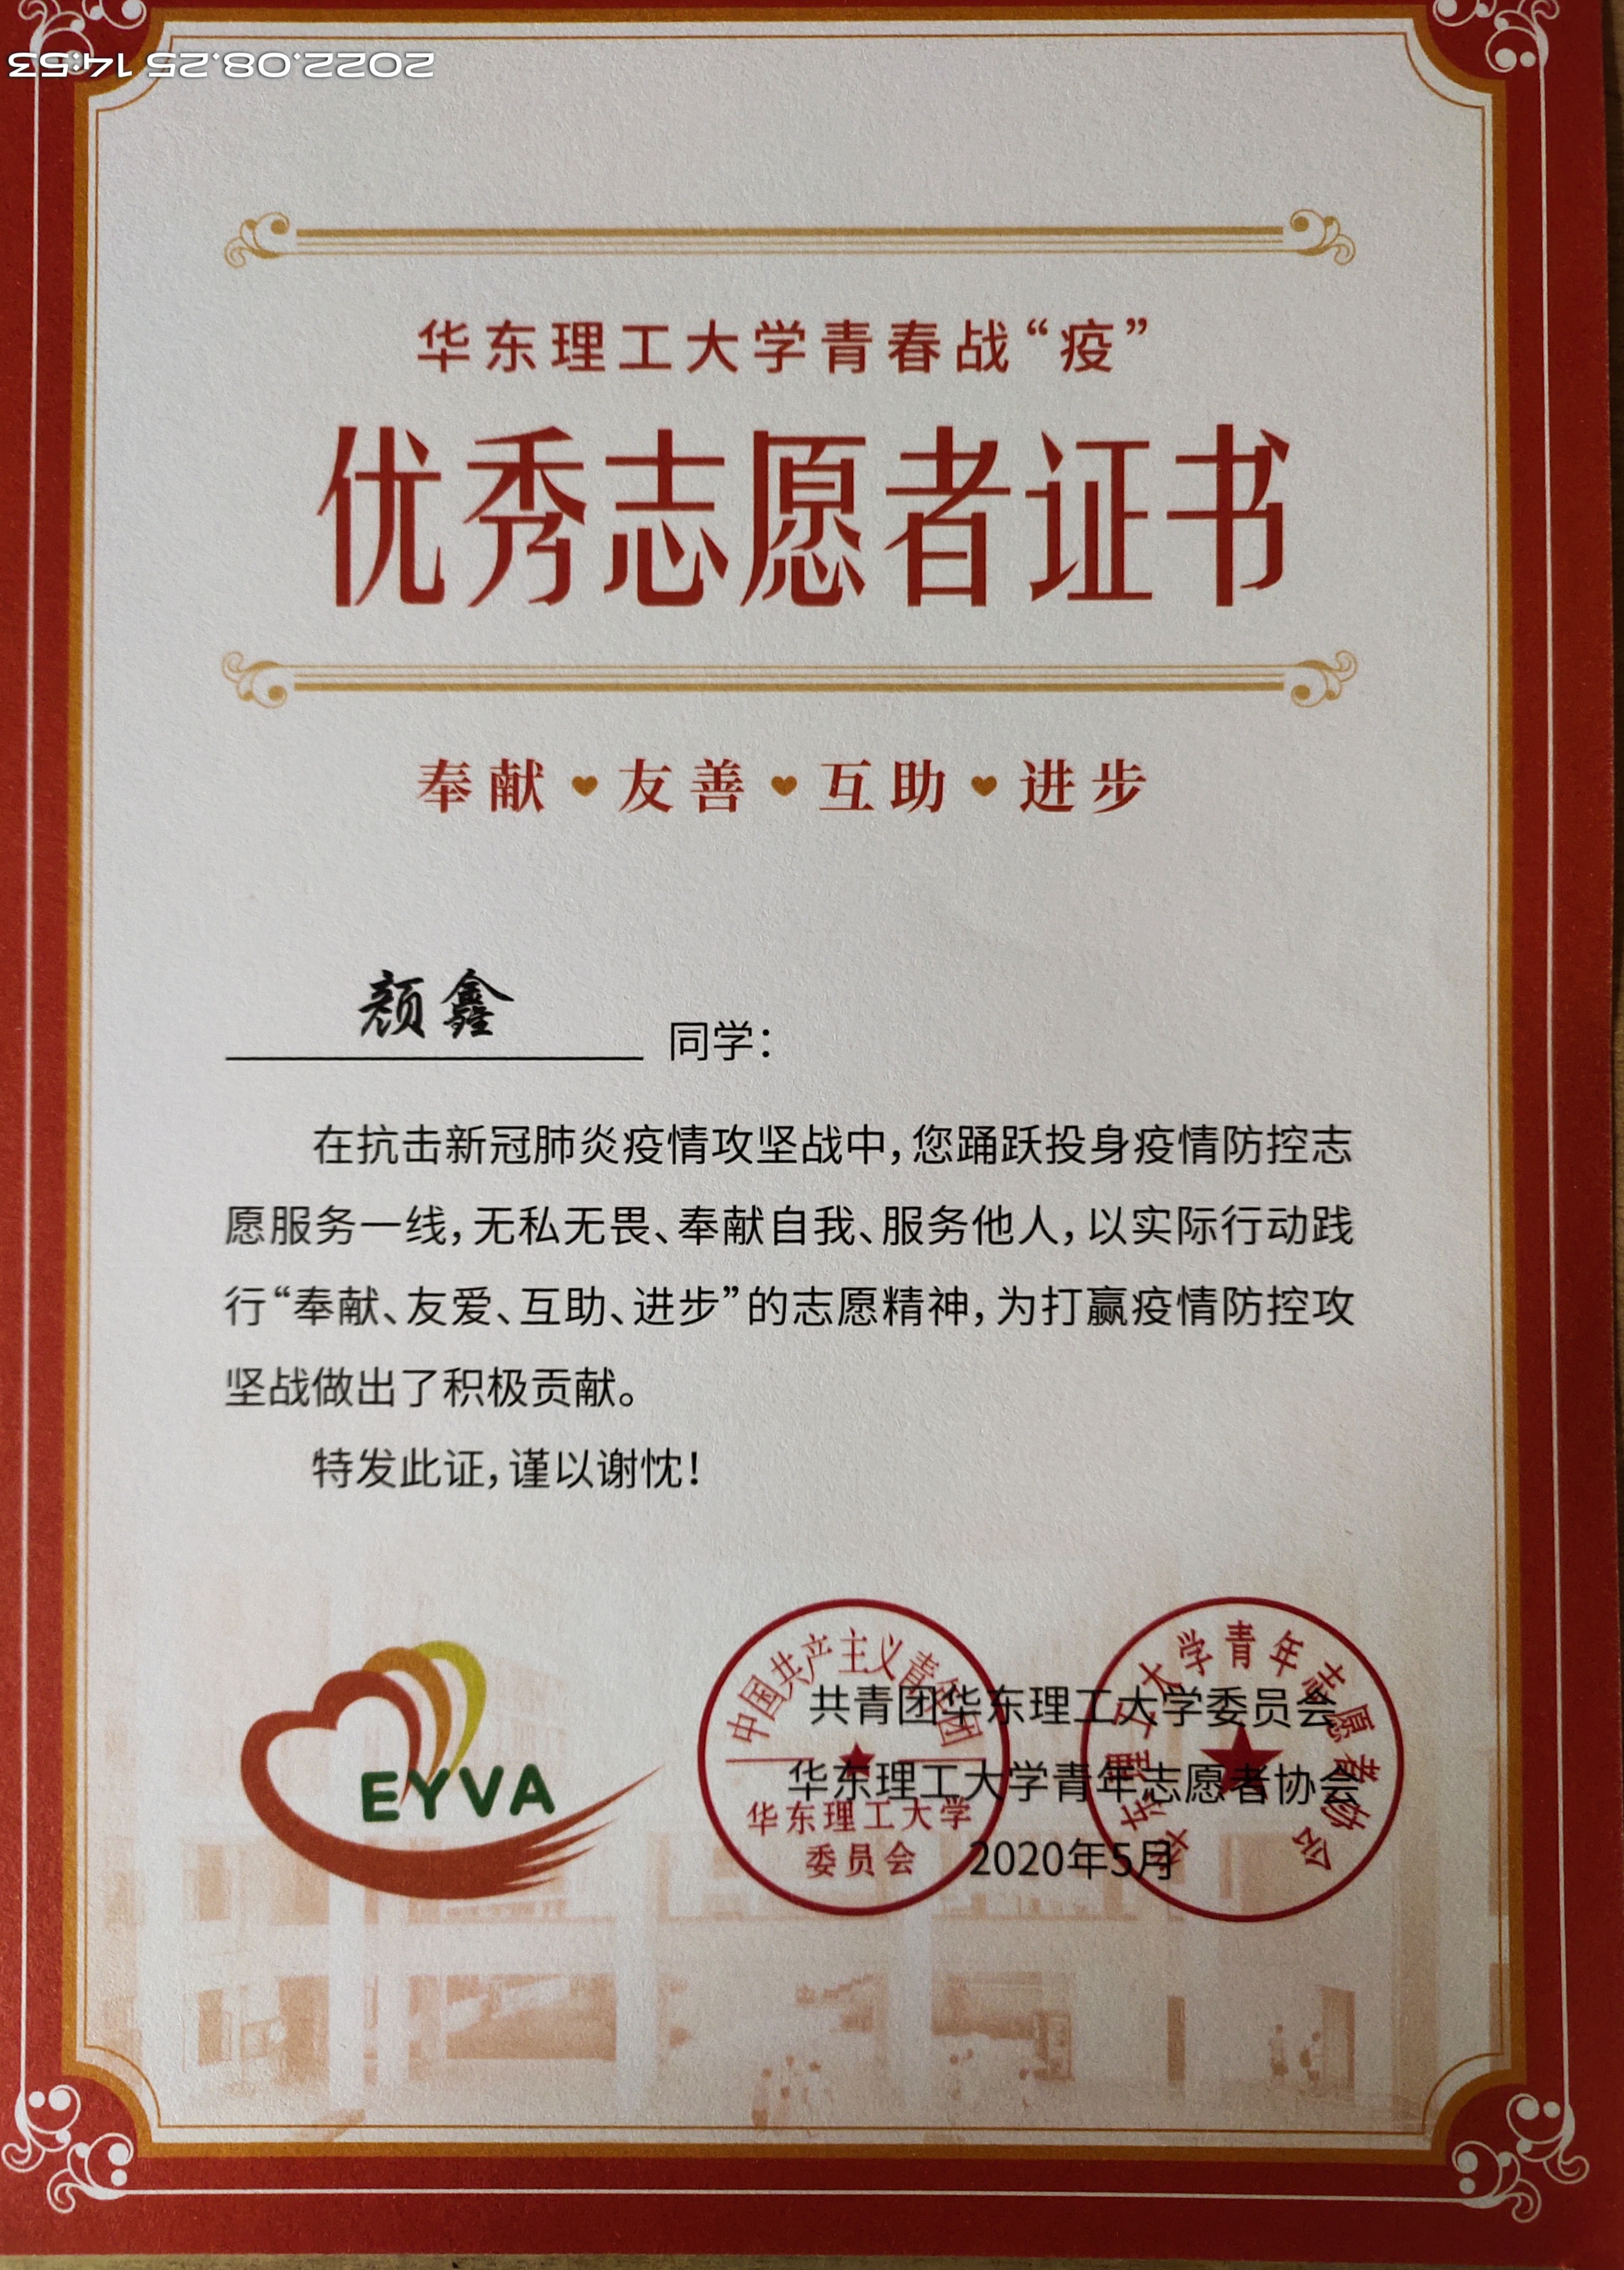 2022.08.25 14:53
华东理工大学青春战“疫”
优秀志愿者证书
奉献 友善 互助 进步
颜鑫 同学：
在抗击新冠肺炎疫情攻坚战中，您踊跃投身疫情防控志
愿服务一线，无私无畏、奉献自我、服务他人，以实际行动践
行“奉献、友爱、互助、进步”的志愿精神，为打赢疫情防控攻
坚战做出了积极贡献。
特发此证，谨以谢忱！
EYVA
中国共产主义青年团
华东理工大学
委员会
华东理工大学青年志愿者协会
共青团华东理工大学委员会
华东理工大学青年志愿者协会
2020年5月